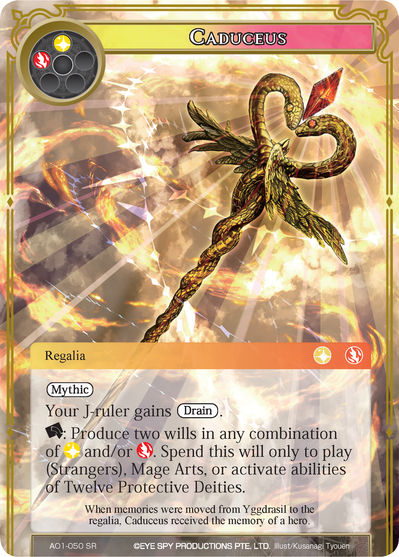 Caduceus
Regalia
Mythic
Your J-ruler gains Drain.
: Produce two wills in any combination
of and/or . Spend this will only to play
(Strangers), Mage Arts, or activate abilities
of Twelve Protective Deities.
When memories were moved from Yggdrasil to the
regalia, Caduceus received the memory of a hero.
AO1-050 SR ©EYE SPY PRODUCTIONS PTE. LTD. Illust/Kusanagi Tyouen